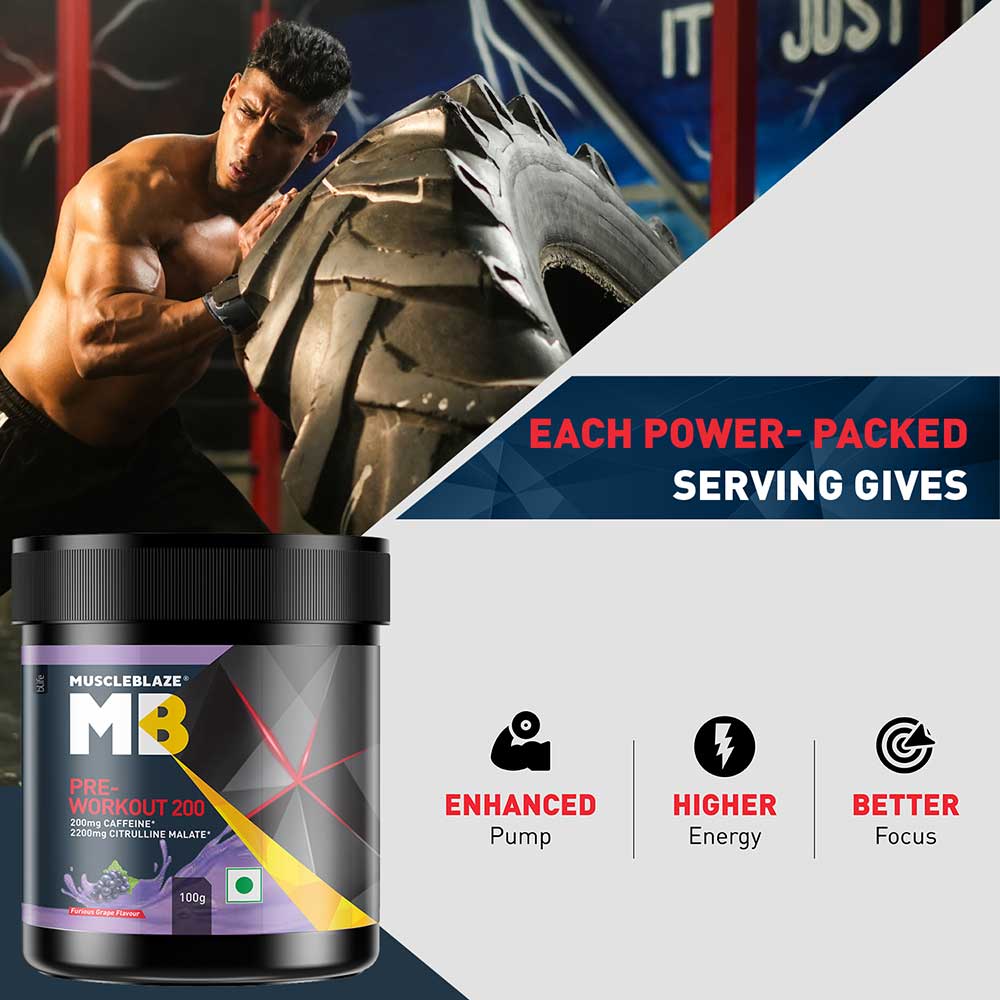 IT JUST
EACH POWER- PACKED
SERVING GIVES
bLife
MUSCLEBLAZE®
MB
PRE-
WORKOUT 200
200mg CAFFEINE*
2200mg CITRULLINE MALATE*
100g
Furious Grape Flavour
ENHANCED
Pump
HIGHER
Energy
BETTER
Focus